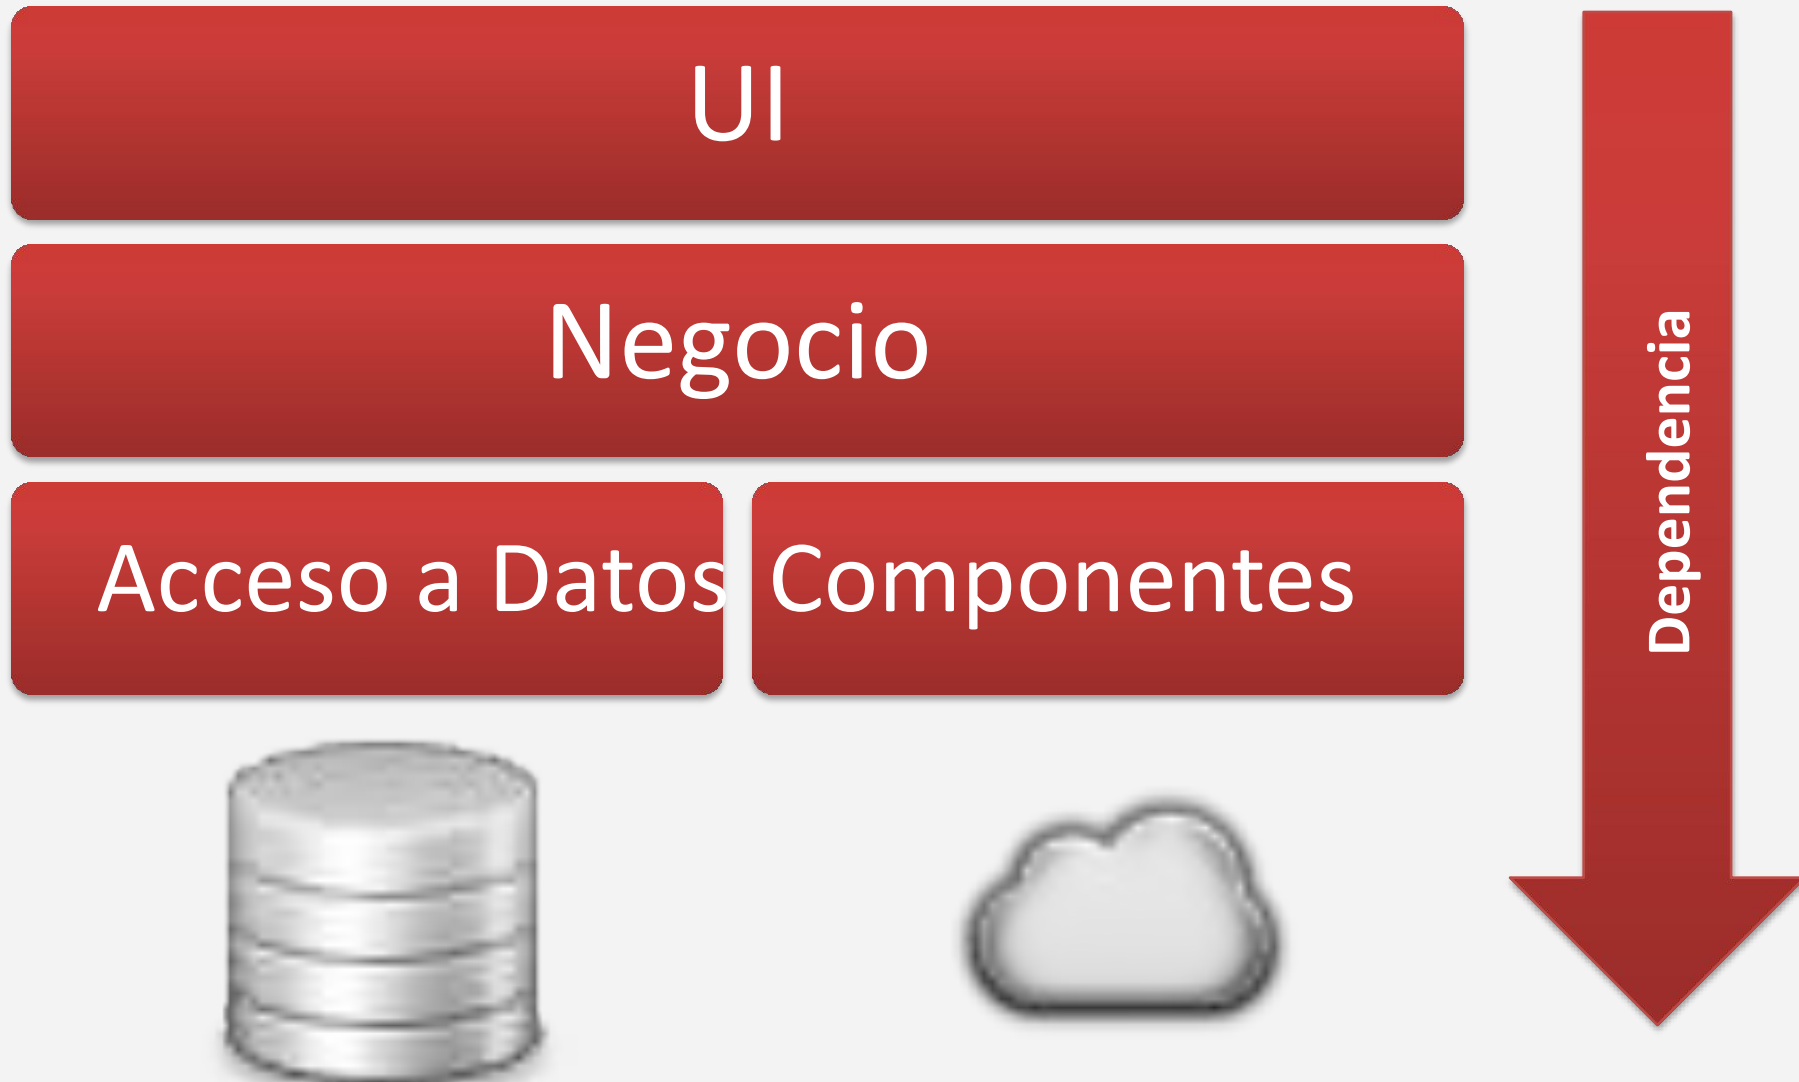 UI
Negocio
Acceso a Datos
Componentes
Dependencia